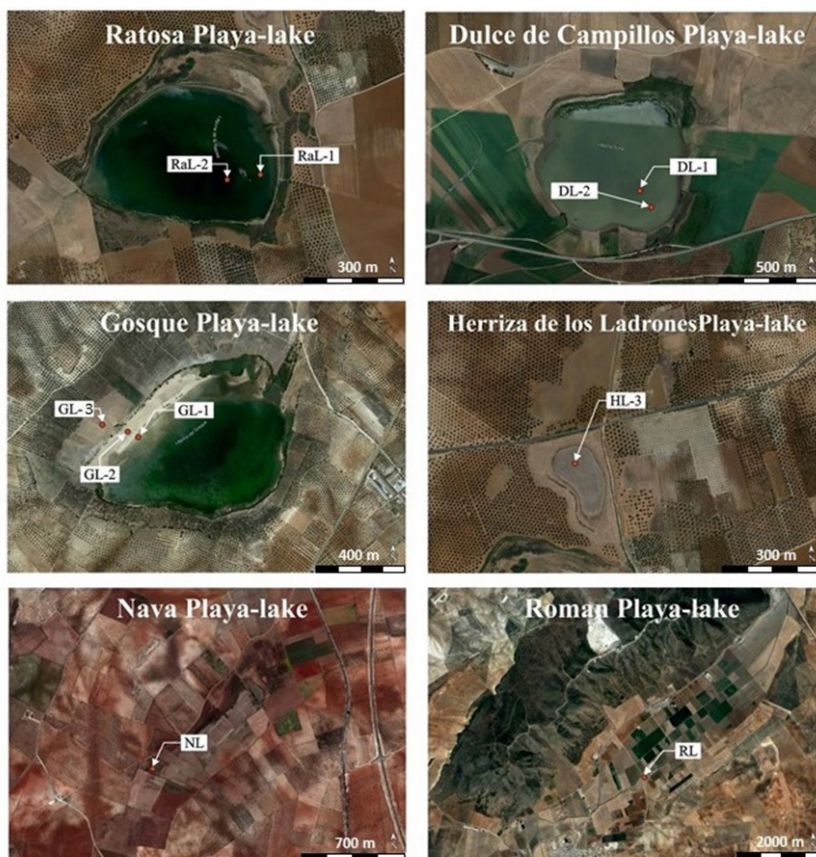 Ratosa Playa-lake
RaL-2
RaL-1
300 m
N
Dulce de Campillos Playa-lake
DL-1
DL-2
500 m
N
Gosque Playa-lake
GL-3
GL-1
GL-2
400 m
N
Herriza de los LadronesPlaya-lake
HL-3
300 m
N
Nava Playa-lake
NL
700 m
N
Roman Playa-lake
RL
2000 m
N